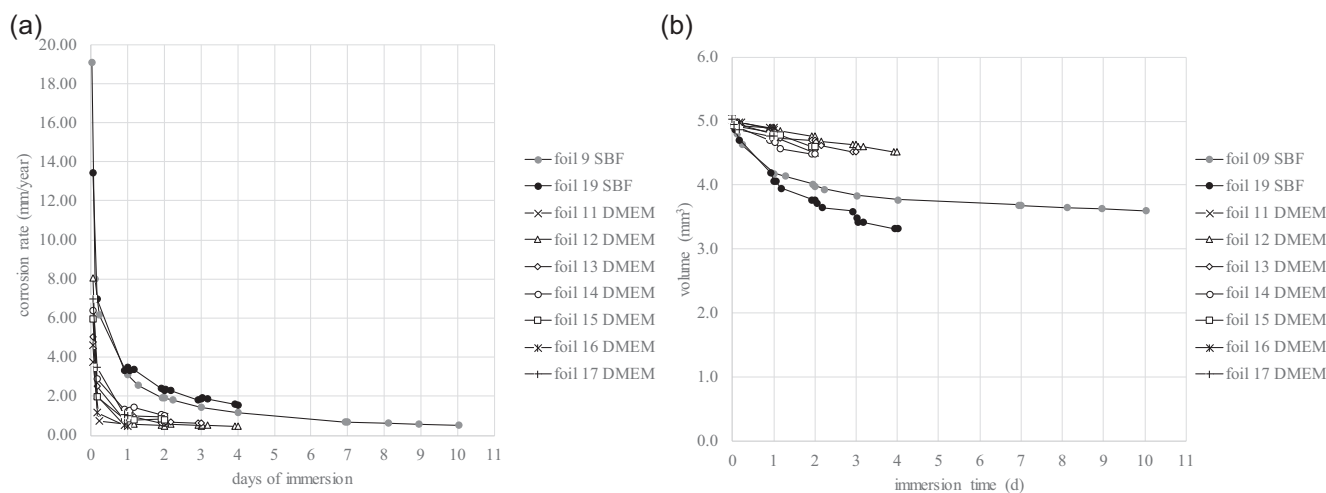 (a)
20.00
18.00
16.00
14.00
12.00
10.00
8.00
6.00
4.00
2.00
0.00
corrosion rate (mm/year)
0 1 2 3 4 5 6 7 8 9 10 11
days of immersion
foil 9 SBF
foil 19 SBF
foil 11 DMEM
foil 12 DMEM
foil 13 DMEM
foil 14 DMEM
foil 15 DMEM
foil 16 DMEM
foil 17 DMEM
(b)
6.0
5.0
4.0
3.0
2.0
1.0
0.0
volume (mm³)
0 1 2 3 4 5 6 7 8 9 10 11
immersion time (d)
foil 09 SBF
foil 19 SBF
foil 11 DMEM
foil 12 DMEM
foil 13 DMEM
foil 14 DMEM
foil 15 DMEM
foil 16 DMEM
foil 17 DMEM